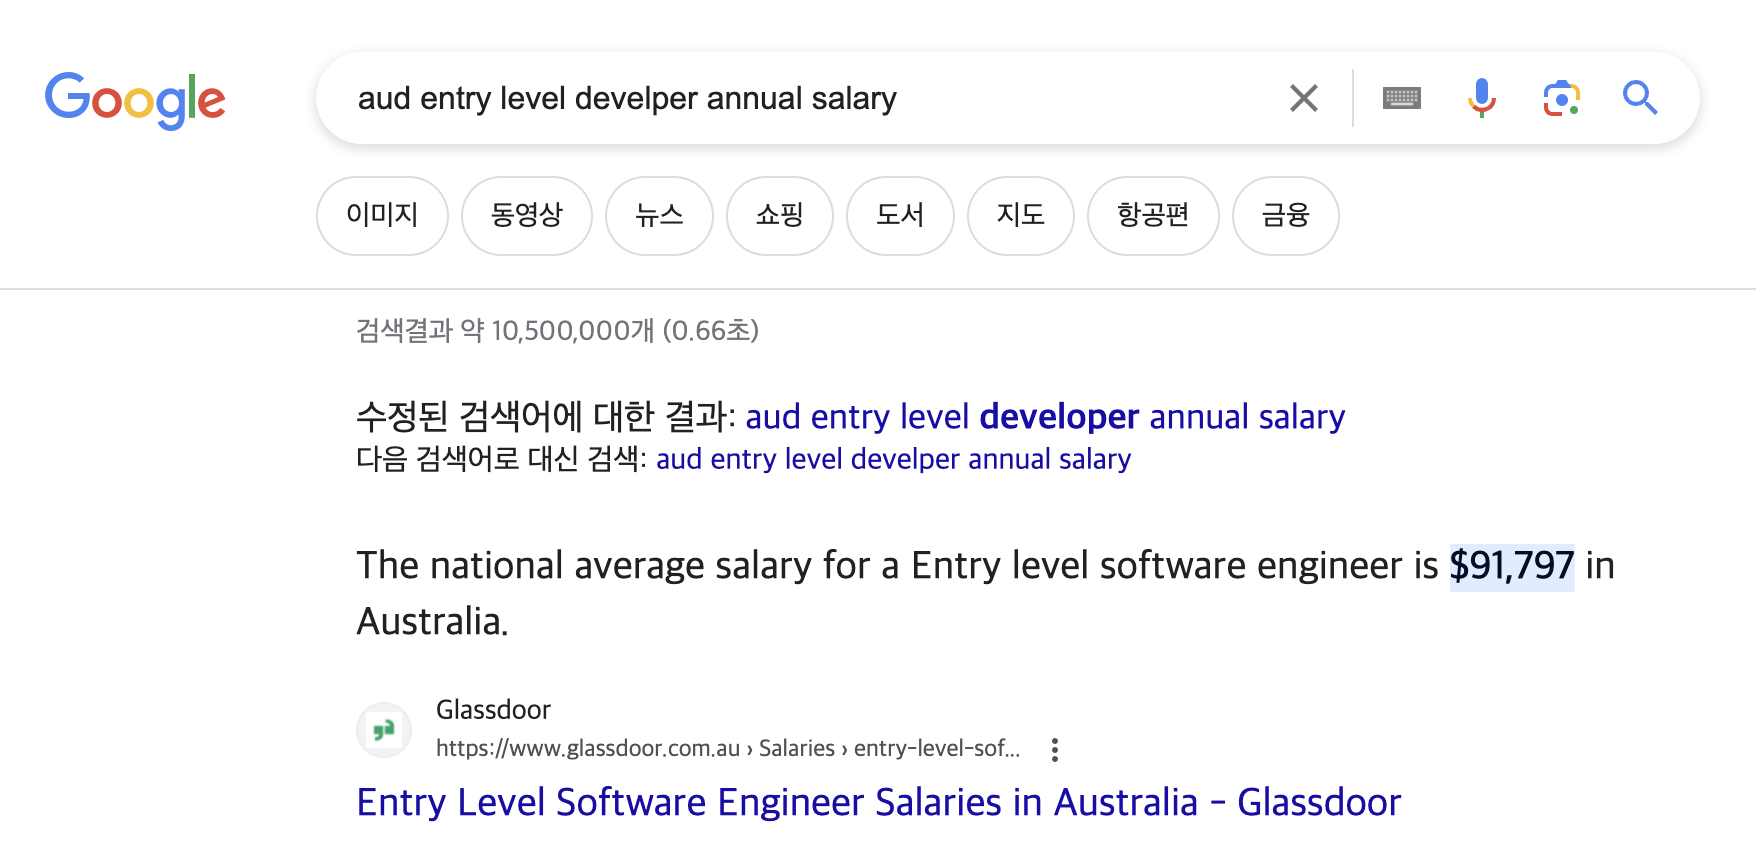 Google
aud entry level develper annual salary
이미지 동영상 뉴스 쇼핑 도서 지도 항공편 금융
검색결과 약 10,500,000개 (0.66초)
수정된 검색어에 대한 결과: aud entry level developer annual salary
다음 검색어로 대신 검색: aud entry level develper annual salary
The national average salary for a Entry level software engineer is $91,797 in
Australia.
Glassdoor
https://www.glassdoor.com.au › Salaries › entry-level-sof...
Entry Level Software Engineer Salaries in Australia - Glassdoor